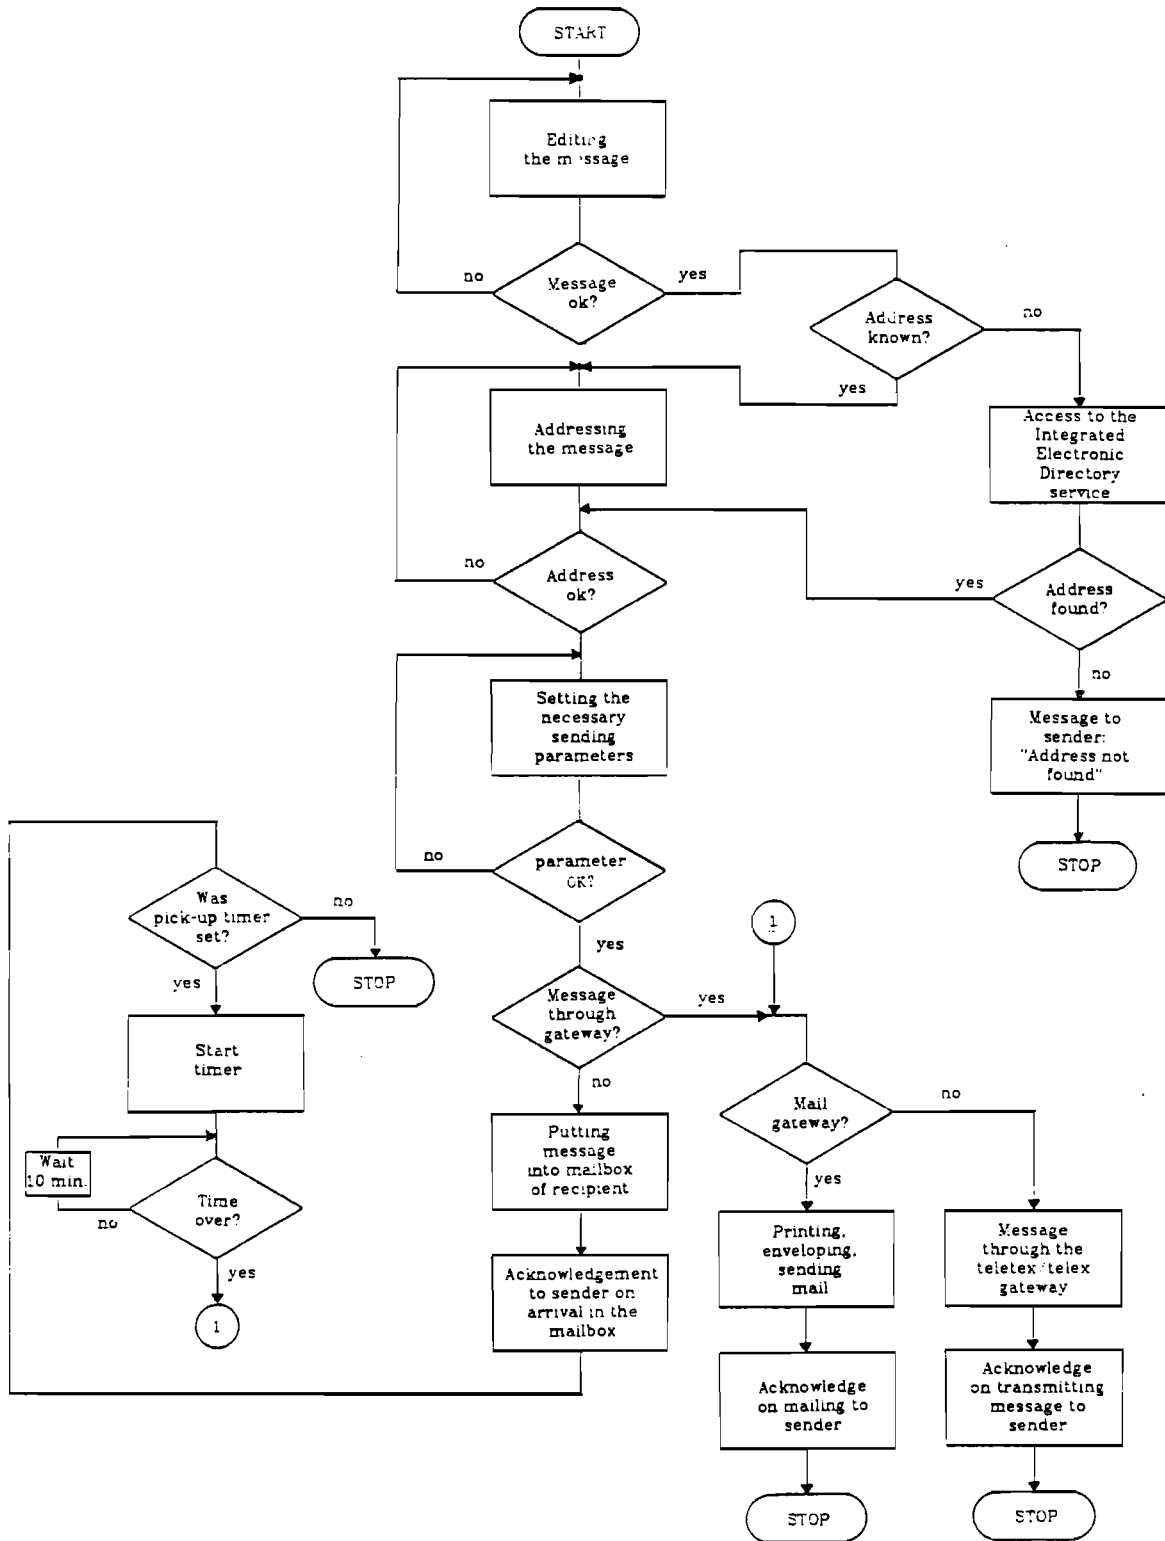 START
Editing
the message
no
Message
ok?
yes
Address
known?
no
yes
Addressing
the message
Access to the
Integrated
Electronic
Directory
service
no
Address
ok?
yes
Address
found?
no
Setting the
necessary
sending
parameters
Message to
sender:
"Address not
found"
no
parameter
OK?
STOP
Was
pick-up timer
set?
no
1
yes
STOP
yes
Message
through
gateway?
yes
Start
timer
no
Mail
gateway?
no
Wait
10 min.
Putting
message
into mailbox
of recipient
yes
no
Time
over?
Printing,
enveloping,
sending
mail
Message
through the
teletex/telex
gateway
yes
Acknowledgement
to sender on
arrival in the
mailbox
1
Acknowledge
on mailing to
sender
Acknowledge
on transmitting
message to
sender
STOP
STOP